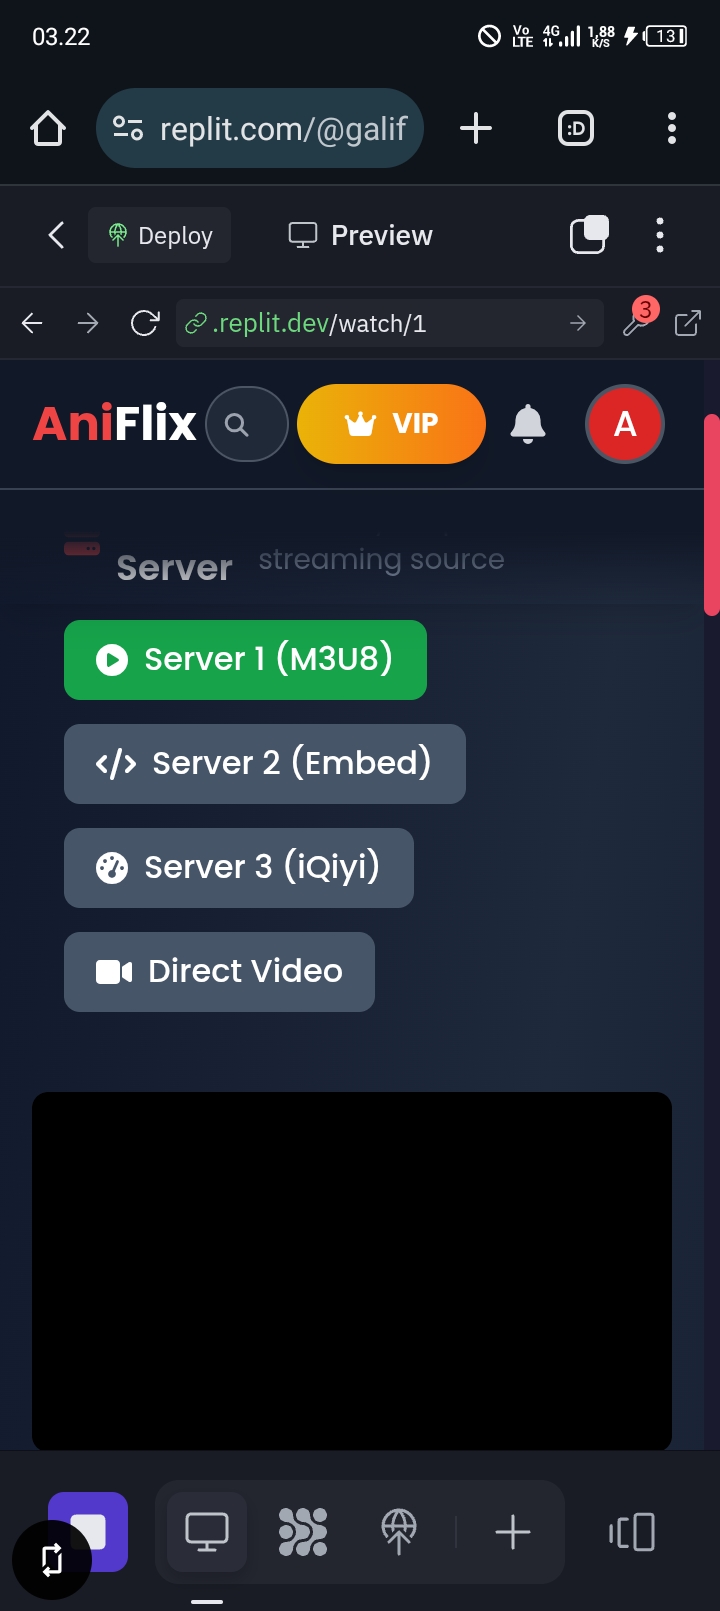 03.22
Vo LTE 4G 1,88 K/S 13
replit.com/@galif :D
Deploy Preview
.replit.dev/watch/1 3
AniFlix VIP A
Server streaming source
Server 1 (M3U8)
Server 2 (Embed)
Server 3 (iQiyi)
Direct Video